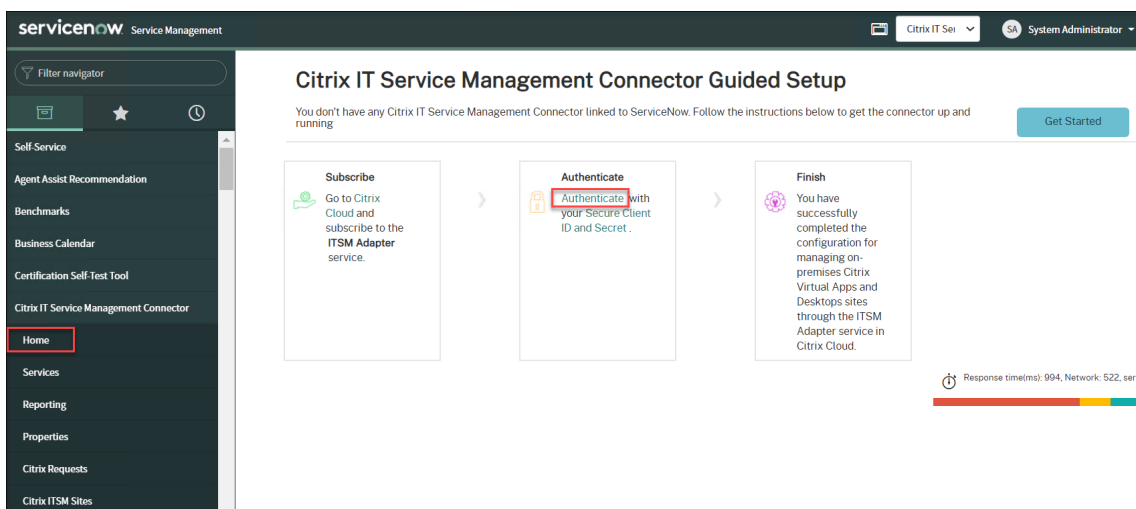 servicenow Service Management
Citrix IT Ser
SA System Administrator
Filter navigator
Self-Service
Agent Assist Recommendation
Benchmarks
Business Calendar
Certification Self-Test Tool
Citrix IT Service Management Connector
Home
Services
Reporting
Properties
Citrix Requests
Citrix ITSM Sites
Citrix IT Service Management Connector Guided Setup
You don't have any Citrix IT Service Management Connector linked to ServiceNow. Follow the instructions below to get the connector up and
running
Get Started
Subscribe
Go to Citrix
Cloud and
subscribe to the
ITSM Adapter
service.
Authenticate
Authenticate with
your Secure Client
ID and Secret .
Finish
You have
successfully
completed the
configuration for
managing on-
premises Citrix
Virtual Apps and
Desktops sites
through the ITSM
Adapter service in
Citrix Cloud.
Response time(ms): 994, Network: 522, ser